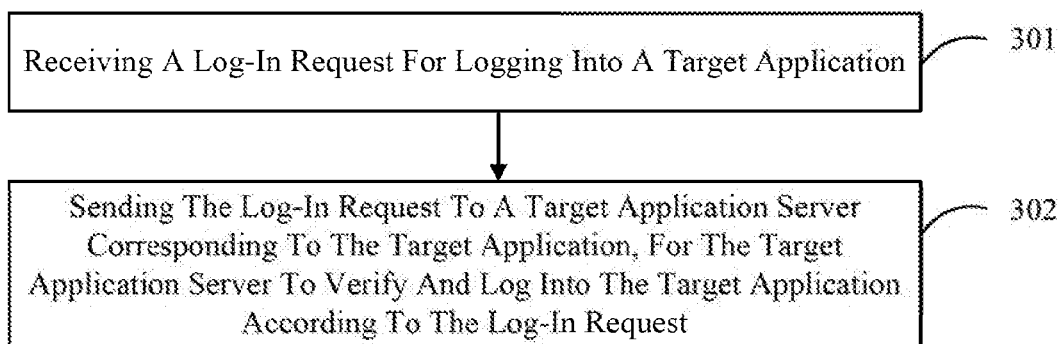 Receiving A Log-In Request For Logging Into A Target Application
301
Sending The Log-In Request To A Target Application Server
Corresponding To The Target Application, For The Target
Application Server To Verify And Log Into The Target Application
According To The Log-In Request
302